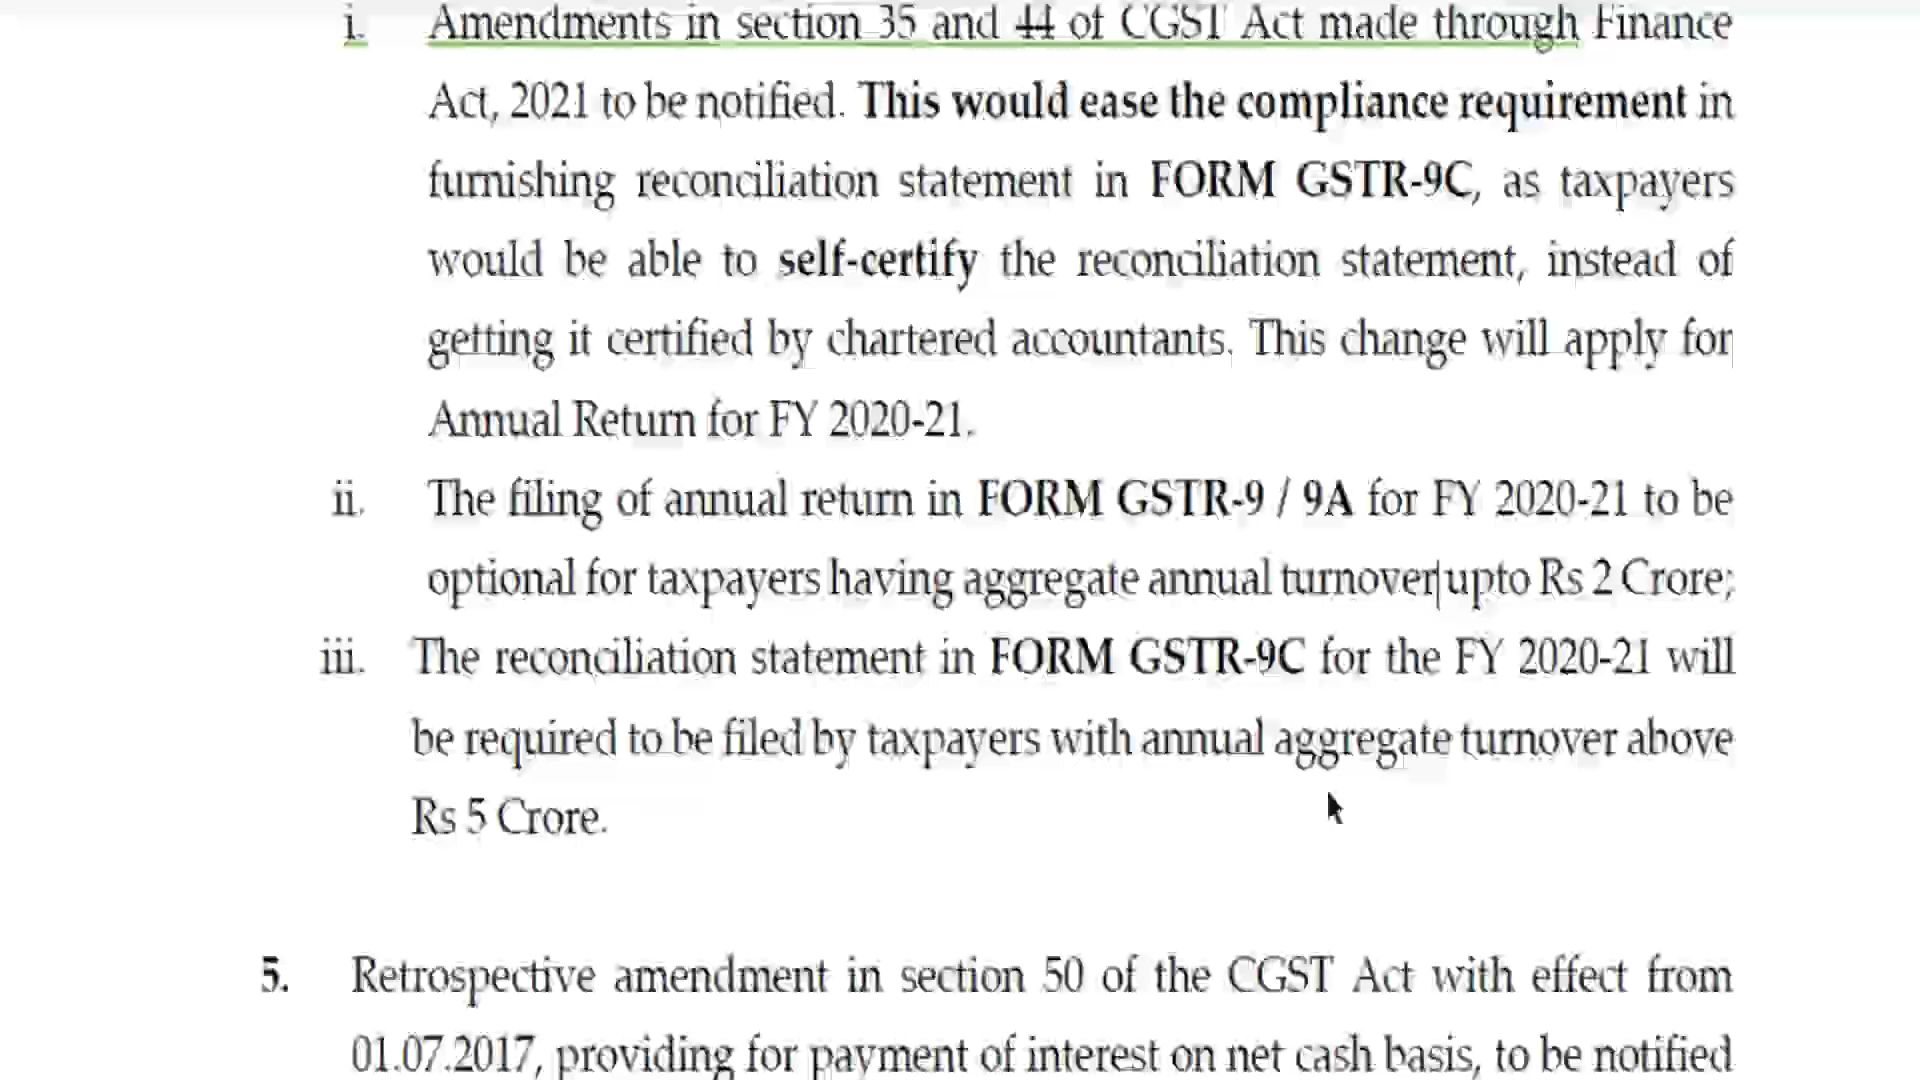 i. Amendments in section 35 and 44 of CGST Act made through Finance
Act, 2021 to be notified. This would ease the compliance requirement in
furnishing reconciliation statement in FORM GSTR-9C, as taxpayers
would be able to self-certify the reconciliation statement, instead of
getting it certified by chartered accountants. This change will apply for
Annual Return for FY 2020-21.
ii. The filing of annual return in FORM GSTR-9 / 9A for FY 2020-21 to be
optional for taxpayers having aggregate annual turnover upto Rs 2 Crore;
iii. The reconciliation statement in FORM GSTR-9C for the FY 2020-21 will
be required to be filed by taxpayers with annual aggregate turnover above
Rs 5 Crore.
5. Retrospective amendment in section 50 of the CGST Act with effect from
01.07.2017, providing for payment of interest on net cash basis, to be notified